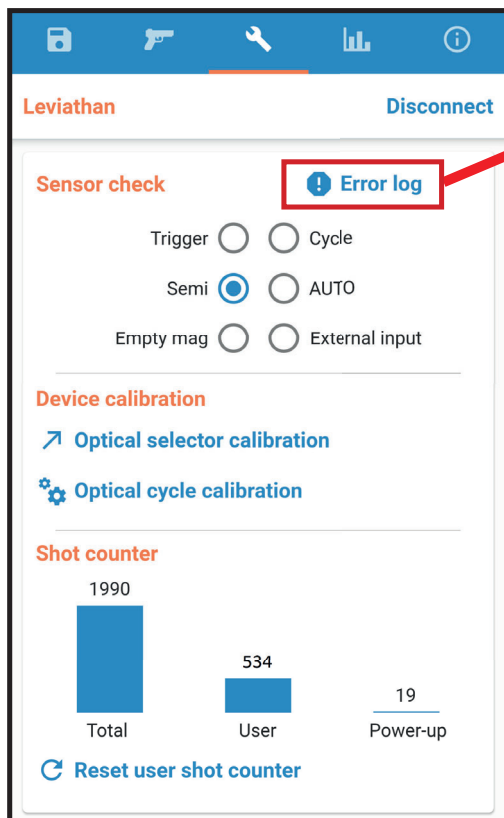 Leviathan Disconnect
Sensor check Error log
Trigger Cycle
Semi AUTO
Empty mag External input
Device calibration
Optical selector calibration
Optical cycle calibration
Shot counter
1990
534
19
Total User Power-up
Reset user shot counter